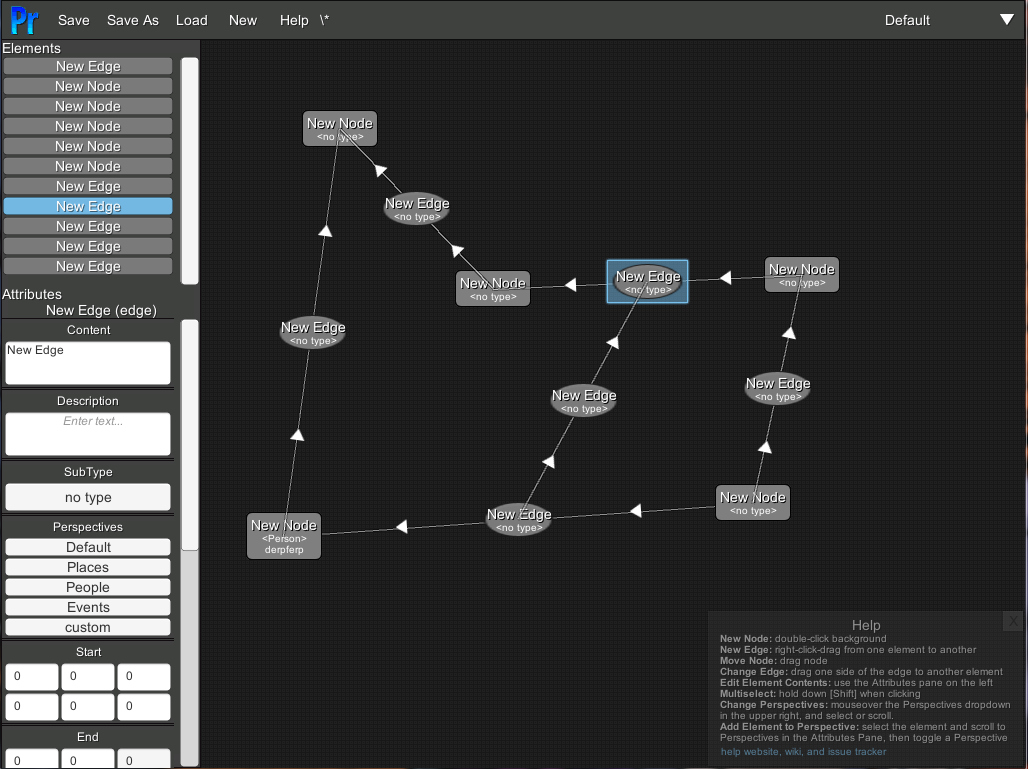 Pr Save Save As Load New Help \* Default
Elements
New Edge
New Node
New Node
New Node
New Node
New Node
New Edge
New Edge
New Edge
New Edge
New Edge
Attributes
New Edge (edge)
Content
New Edge
Description
Enter text...
SubType
no type
Perspectives
Default
Places
People
Events
custom
Start
0 0 0
0 0 0
End
0 0 0
New Node
<no type>
New Edge
<no type>
New Node
<no type>
New Edge
<no type>
New Node
<no type>
New Edge
<no type>
New Edge
<no type>
New Edge
<no type>
New Node
<Person>
derpferp
New Edge
<no type>
New Node
<no type>
Help X
New Node: double-click background
New Edge: right-click-drag from one element to another
Move Node: drag node
Change Edge: drag one side of the edge to another element
Edit Element Contents: use the Attributes pane on the left
Multiselect: hold down [Shift] when clicking
Change Perspectives: mouseover the Perspectives dropdown
in the upper right, and select or scroll.
Add Element to Perspective: select the element and scroll to
Perspectives in the Attributes Pane, then toggle a Perspective
help website, wiki, and issue tracker